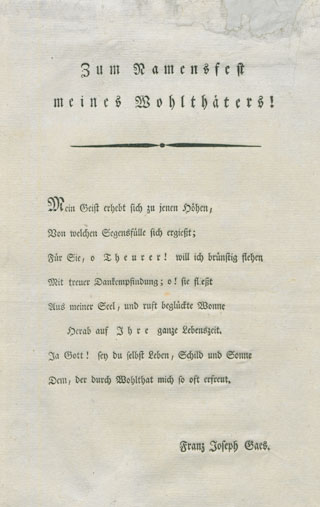 Zum Namensfest
meines Wohlthäters!
Mein Geist erhebt sich zu jenen Höhen,
Von welchen Segensfülle sich ergießt;
Für Sie, o Theurer! will ich brünstig flehen
Mit treuer Dankempfindung; o! sie fließt
Aus meiner Seel, und ruft beglückte Wonne
Herab auf Ihre ganze Lebenszeit.
Ja Gott! sey du selbst Leben, Schild und Sonne
Dem, der durch Wohlthat mich so oft erfreut.
Franz Joseph Gaes.